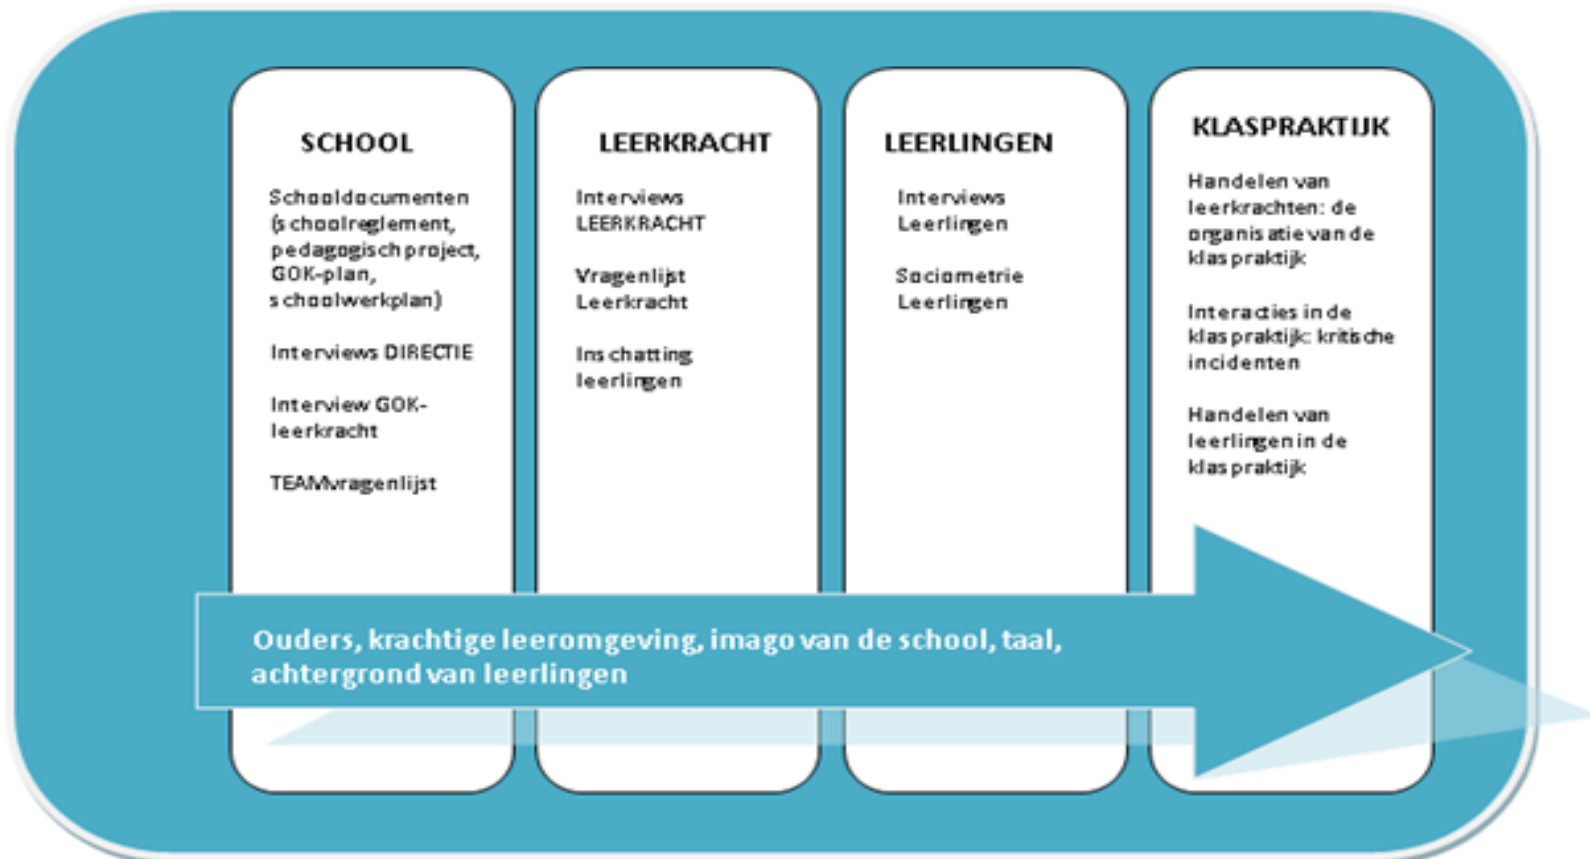 SCHOOL
Schooldocumenten
(schoolreglement,
pedagogisch project,
GOK-plan,
schoolwerkplan)
Interviews DIRECTIE
Interview GOK-
leerkracht
TEAMvragenlijst
LEERKRACHT
Interviews
LEERKRACHT
Vragenlijst
Leerkracht
Inschatting
leerlingen
LEERLINGEN
Interviews
Leerlingen
Sociometrie
Leerlingen
KLASPRAKTIJK
Handelen van
leerkrachten: de
organisatie van de
klaspraktijk
Interacties in de
klaspraktijk: kritische
incidenten
Handelen van
leerlingen in de
klaspraktijk
Ouders, krachtige leeromgeving, imago van de school, taal,
achtergrond van leerlingen